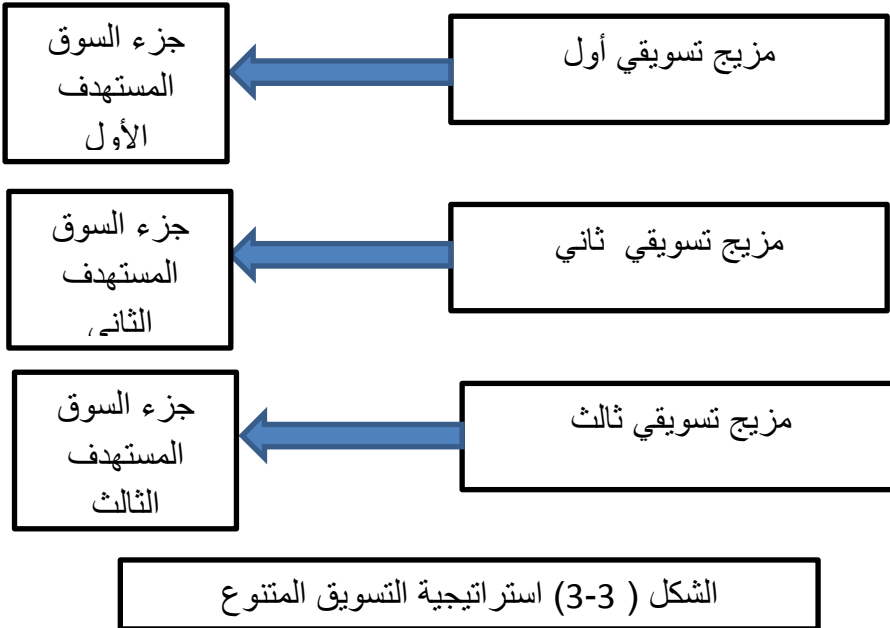 مزيج تسويقي أول
جزء السوق
المستهدف
الأول
مزيج تسويقي ثاني
جزء السوق
المستهدف
الثاني
مزيج تسويقي ثالث
جزء السوق
المستهدف
الثالث
الشكل ( 3-3) استراتيجية التسويق المتنوع